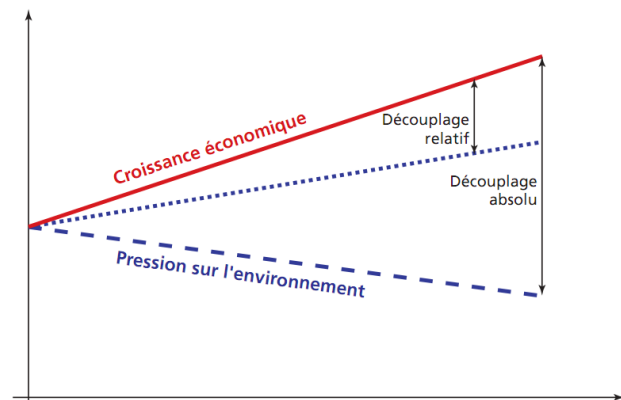 Croissance économique
Découplage
relatif
Découplage
absolu
Pression sur l'environnement